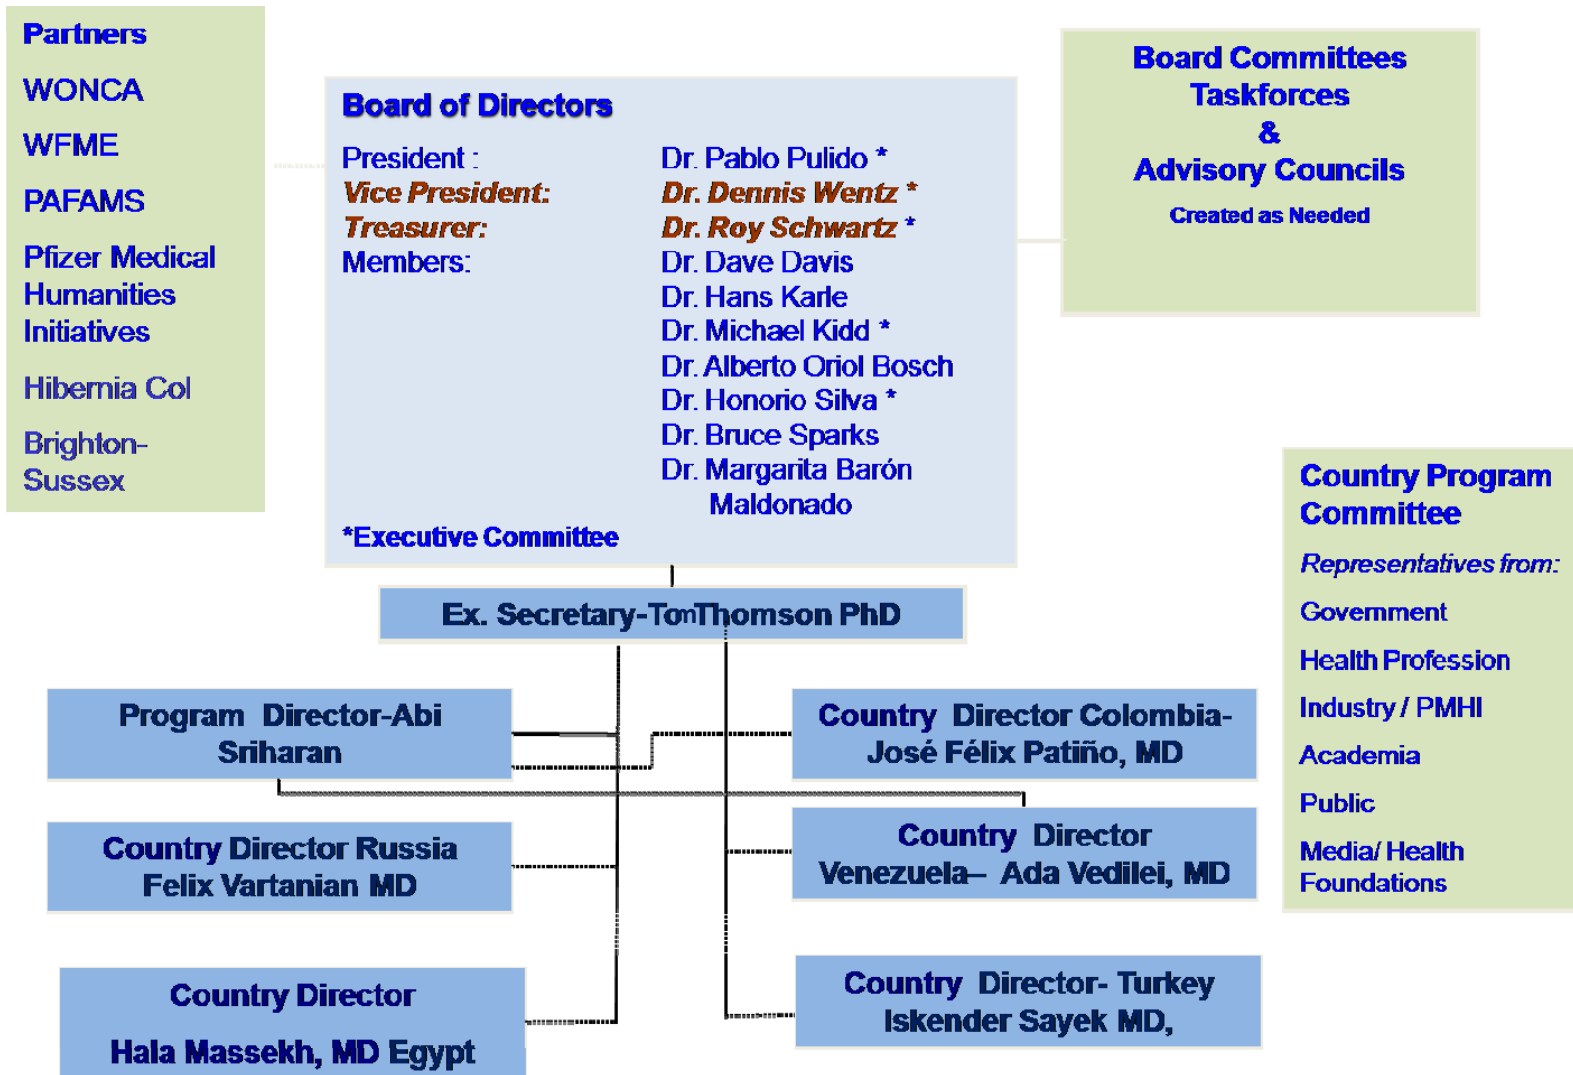 Partners
WONCA
WFME
PAFAMS
Pfizer Medical
Humanities
Initiatives
Hibernia Col
Brighton-
Sussex
Board of Directors
President : Dr. Pablo Pulido *
Vice President: Dr. Dennis Wentz *
Treasurer: Dr. Roy Schwartz *
Members: Dr. Dave Davis
Dr. Hans Karle
Dr. Michael Kidd *
Dr. Alberto Oriol Bosch
Dr. Honorio Silva *
Dr. Bruce Sparks
Dr. Margarita Barón
Maldonado
*Executive Committee
Board Committees
Taskforces
&
Advisory Councils
Created as Needed
Country Program
Committee
Representatives from:
Government
Health Profession
Industry / PMHI
Academia
Public
Media/ Health
Foundations
Ex. Secretary-TomThomson PhD
Program Director-Abi
Sriharan
Country Director Colombia-
José Félix Patiño, MD
Country Director Russia
Felix Vartanian MD
Country Director
Venezuela– Ada Vedilei, MD
Country Director
Hala Massekh, MD Egypt
Country Director- Turkey
Iskender Sayek MD,